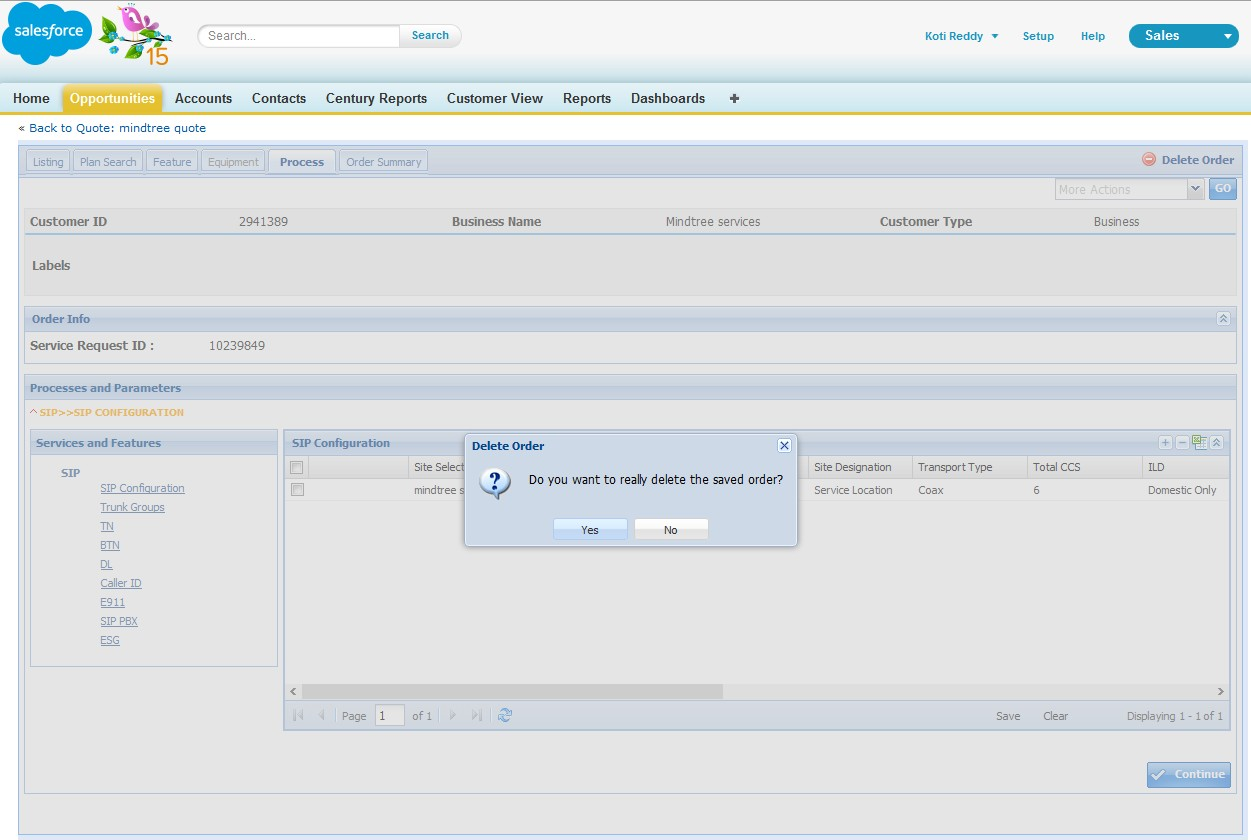 salesforce
15
Search...
Search
Koti Reddy
Setup
Help
Sales
Home
Opportunities
Accounts
Contacts
Century Reports
Customer View
Reports
Dashboards
+
« Back to Quote: mindtree quote
Listing
Plan Search
Feature
Equipment
Process
Order Summary
Delete Order
More Actions
GO
Customer ID 2941389 Business Name Mindtree services Customer Type Business
Labels
Order Info
Service Request ID : 10239849
Processes and Parameters
^ SIP>>SIP CONFIGURATION
Services and Features
SIP
SIP Configuration
Trunk Groups
TN
BTN
DL
Caller ID
E911
SIP PBX
ESG
SIP Configuration
Site Select
Site Designation
Transport Type
Total CCS
ILD
mindtree s
Service Location
Coax
6
Domestic Only
Delete Order
?
Do you want to really delete the saved order?
Yes
No
Page 1 of 1
Save
Clear
Displaying 1 - 1 of 1
Continue